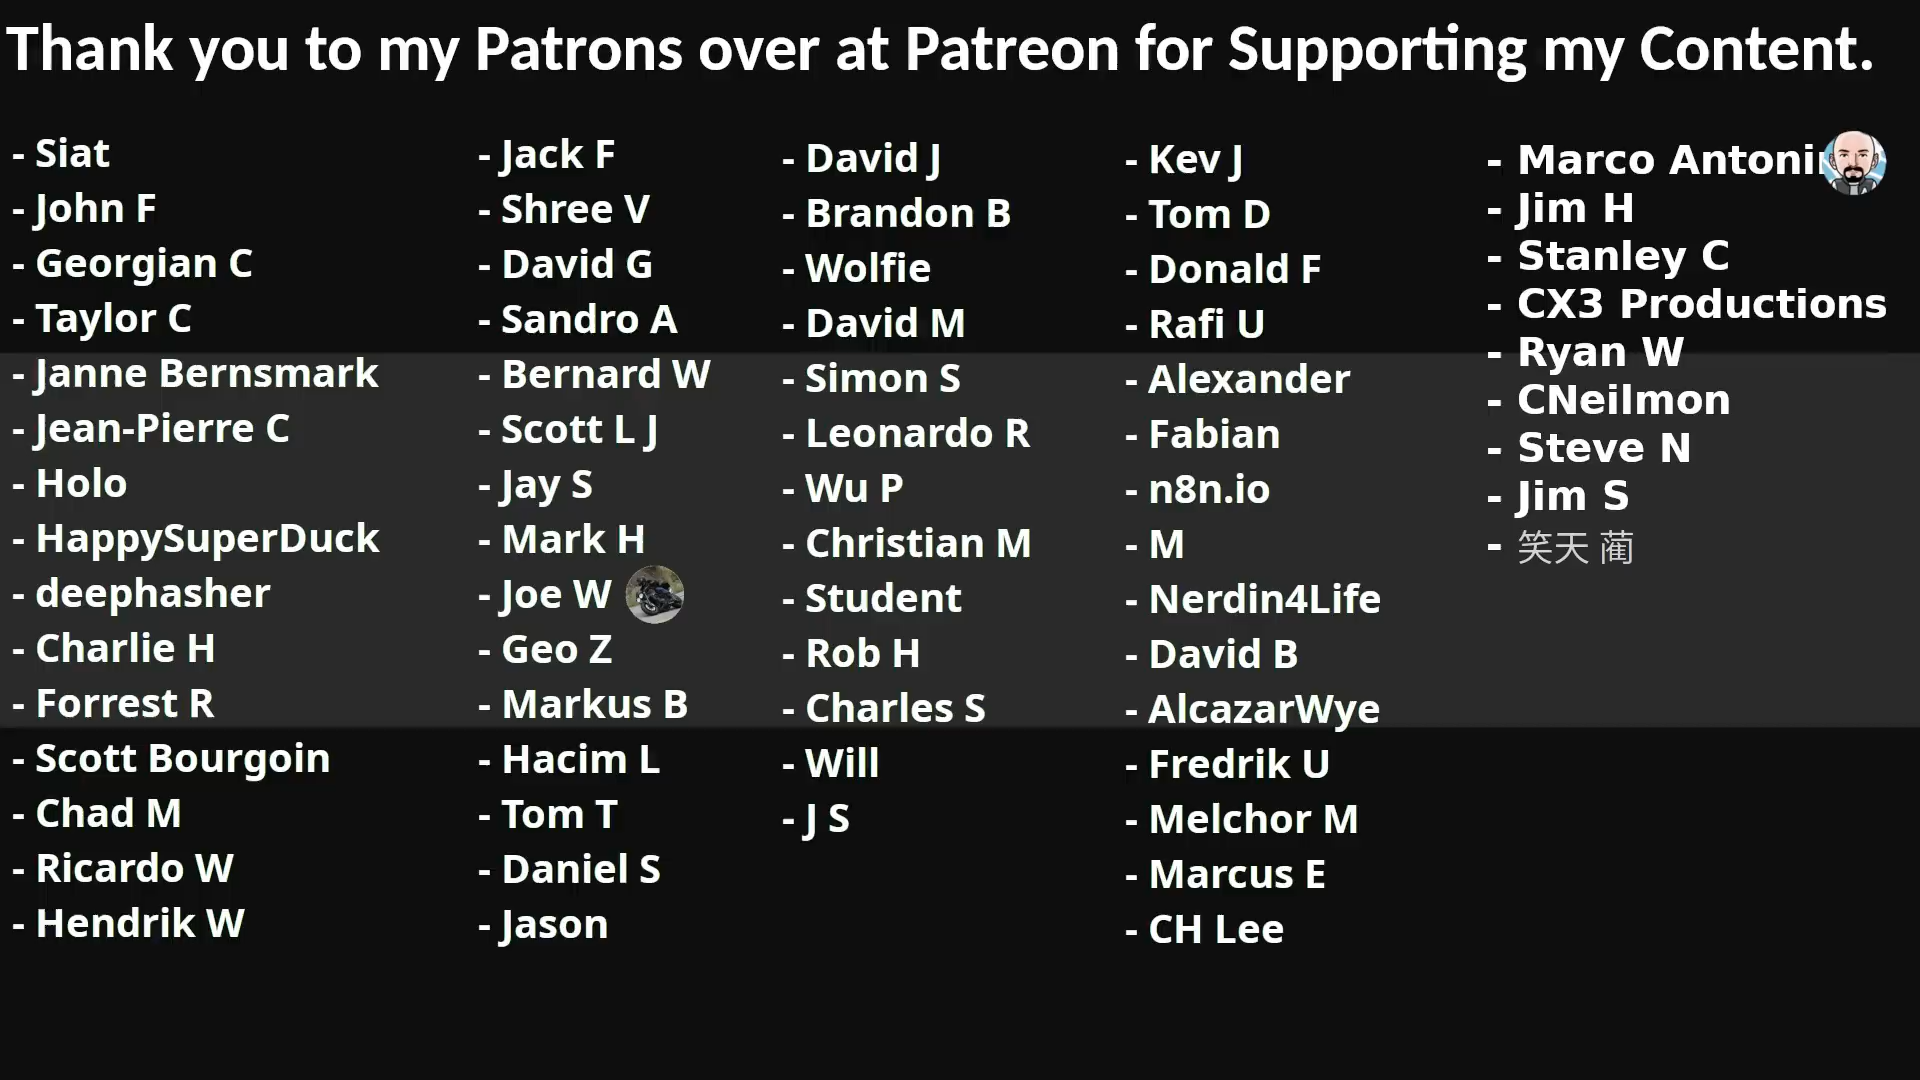 Thank you to my Patrons over at Patreon for Supporting my Content.
- Siat
- John F
- Georgian C
- Taylor C
- Janne Bernsmark
- Jean-Pierre C
- Holo
- HappySuperDuck
- deephasher
- Charlie H
- Forrest R
- Scott Bourgoin
- Chad M
- Ricardo W
- Hendrik W
- Jack F
- Shree V
- David G
- Sandro A
- Bernard W
- Scott L J
- Jay S
- Mark H
- Joe W
- Geo Z
- Markus B
- Hacim L
- Tom T
- Daniel S
- Jason
- David J
- Brandon B
- Wolfie
- David M
- Simon S
- Leonardo R
- Wu P
- Christian M
- Student
- Rob H
- Charles S
- Will
- J S
- Kev J
- Tom D
- Donald F
- Rafi U
- Alexander
- Fabian
- n8n.io
- M
- Nerdin4Life
- David B
- AlcazarWye
- Fredrik U
- Melchor M
- Marcus E
- CH Lee
- Marco
- Jim H
- Stanley C
- CX3 Productions
- Ryan W
- CNeilmon
- Steve N
- Jim S
- 笑天 蔺